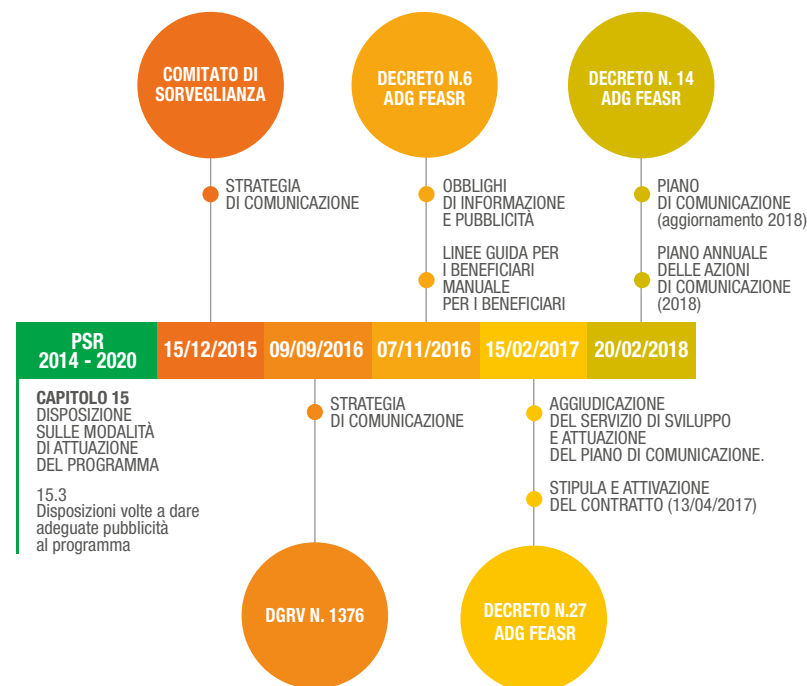 COMITATO DI
SORVEGLIANZA
DECRETO N.6
ADG FEASR
DECRETO N. 14
ADG FEASR
STRATEGIA
DI COMUNICAZIONE
OBBLIGHI
DI INFORMAZIONE
E PUBBLICITÀ
LINEE GUIDA PER
I BENEFICIARI
MANUALE
PER I BENEFICIARI
PIANO
DI COMUNICAZIONE
(aggiornamento 2018)
PIANO ANNUALE
DELLE AZIONI
DI COMUNICAZIONE
(2018)
PSR
2014 - 2020
15/12/2015
09/09/2016
07/11/2016
15/02/2017
20/02/2018
CAPITOLO 15
DISPOSIZIONE
SULLE MODALITÀ
DI ATTUAZIONE
DEL PROGRAMMA
15.3
Disposizioni volte a dare
adeguate pubblicità
al programma
STRATEGIA
DI COMUNICAZIONE
AGGIUDICAZIONE
DEL SERVIZIO DI SVILUPPO
E ATTUAZIONE
DEL PIANO DI COMUNICAZIONE.
STIPULA E ATTIVAZIONE
DEL CONTRATTO (13/04/2017)
DGRV N. 1376
DECRETO N.27
ADG FEASR